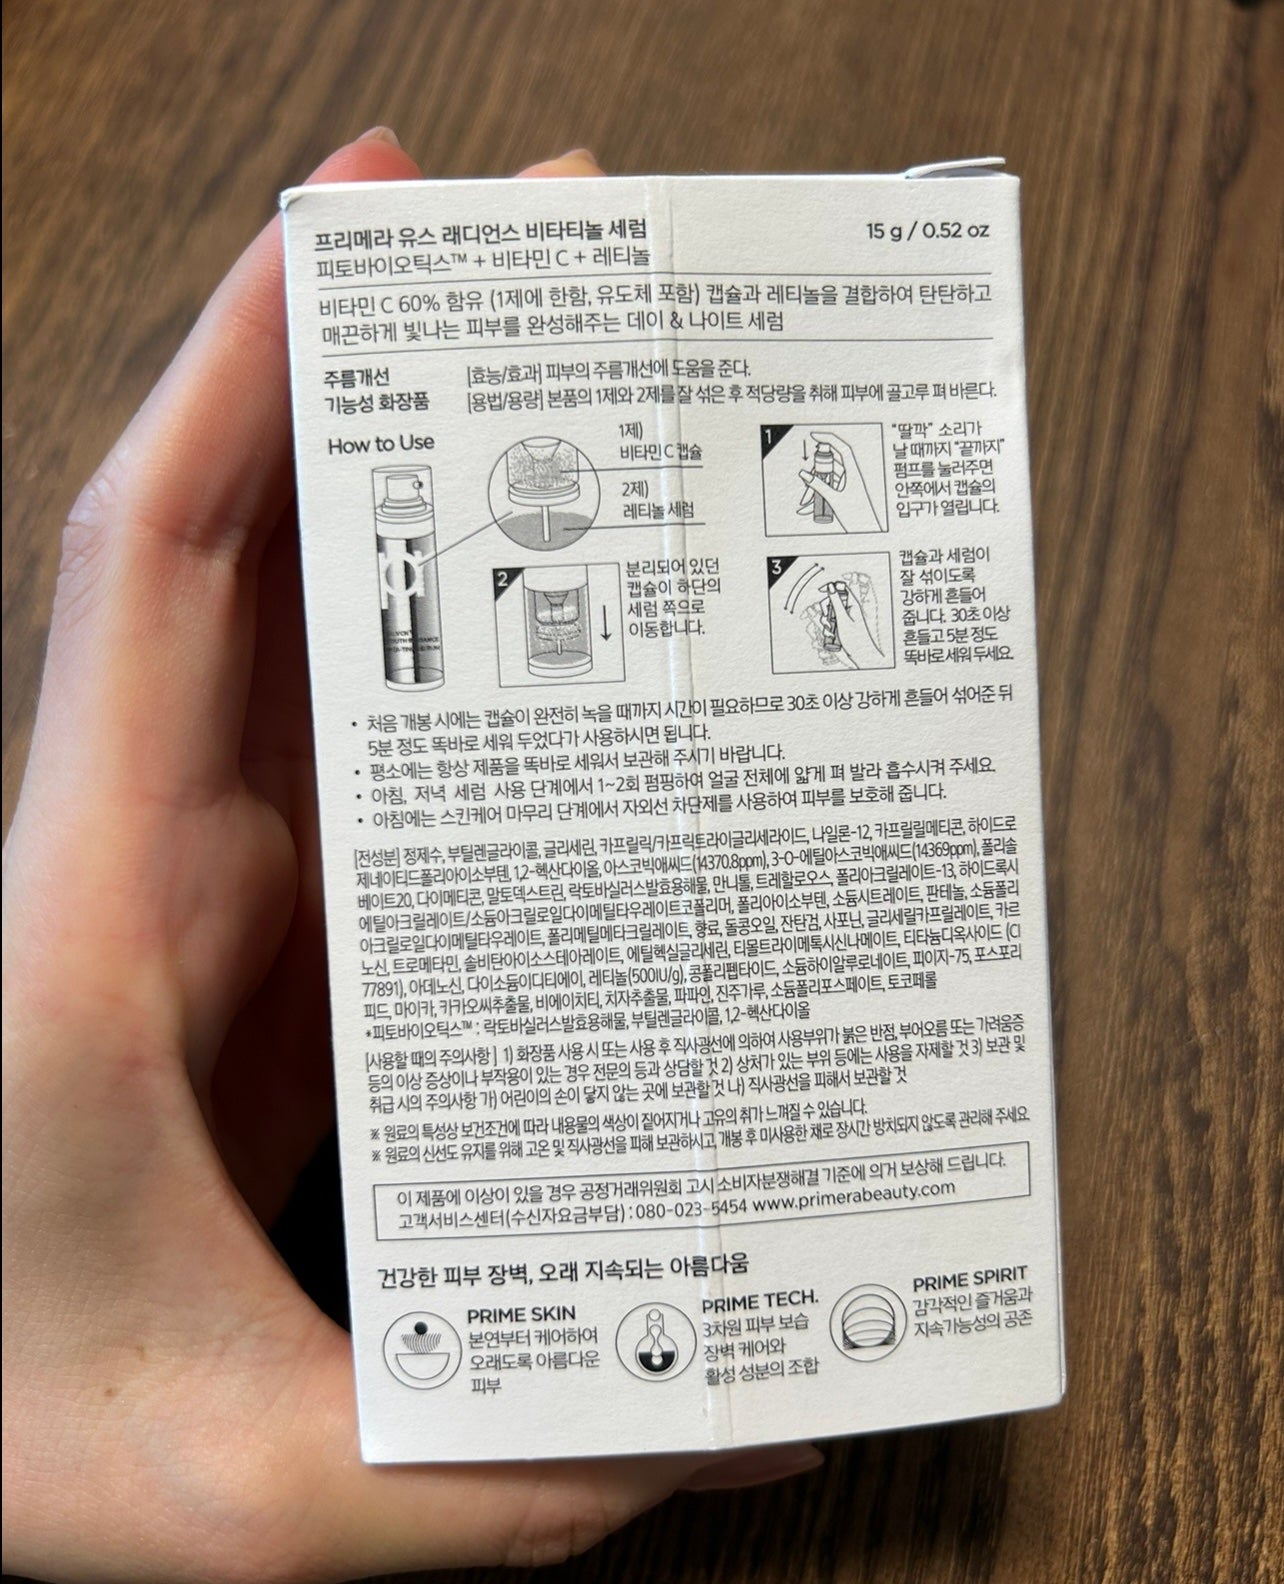 프리메라 유스 래디언스 비타티놀 세럼
15 g / 0.52 oz
피토바이오틱스™ + 비타민 C + 레티놀
비타민 C 60% 함유 (1제에 한함, 유도체 포함) 캡슐과 레티놀을 결합하여 탄탄하고
매끈하게 빛나는 피부를 완성해주는 데이 & 나이트 세럼
주름개선
기능성 화장품
[효능/효과] 피부의 주름개선에 도움을 준다.
[용법/용량] 본품의 1제와 2제를 잘 섞은 후 적당량을 취해 피부에 골고루 펴 바른다.
How to Use
1제)
비타민C 캡슐
2제)
레티놀 세럼
1
"딸깍" 소리가
날 때까지 "끝까지"
펌프를 눌러주면
안쪽에서 캡슐의
입구가 열립니다.
2
분리되어 있던
캡슐이 하단의
세럼 쪽으로
이동합니다.
3
캡슐과 세럼이
잘 섞이도록
강하게 흔들어
줍니다. 30초 이상
흔들고 5분 정도
똑바로 세워 두세요.
• 처음 개봉 시에는 캡슐이 완전히 녹을 때까지 시간이 필요하므로 30초 이상 강하게 흔들어 섞어준 뒤
5분 정도 똑바로 세워 두었다가 사용하시면 됩니다.
• 평소에는 항상 제품을 똑바로 세워서 보관해 주시기 바랍니다.
• 아침, 저녁 세럼 사용 단계에서 1~2회 펌핑하여 얼굴 전체에 얇게 펴 발라 흡수시켜 주세요.
• 아침에는 스킨케어 마무리 단계에서 자외선 차단제를 사용하여 피부를 보호해 줍니다.
[전성분] 정제수, 부틸렌글라이콜, 글리세린, 카프릴릭/카프릭트라이글리세라이드, 나일론-12, 카프릴릴메티콘, 하이드로
제네이티드폴리아이소부텐, 1,2-헥산다이올, 아스코빅애씨드(14370.8ppm), 3-O-에틸아스코빅애씨드(14369ppm), 폴리솔
베이트20, 다이메티콘, 말토덱스트린, 락토바실러스발효용해물, 만니톨, 트레할로오스, 폴리아크릴레이트-13, 하이드록시
에틸아크릴레이트/소듐아크릴로일다이메틸타우레이트코폴리머, 폴리아이소부텐, 소듐시트레이트, 판테놀, 소듐폴리
아크릴로일다이메틸타우레이트, 폴리메틸메타크릴레이트, 향료, 돌콩오일, 잔탄검, 사포닌, 글리세릴카프릴레이트, 카르
노신, 트로메타민, 솔비탄아이소스테아레이트, 에틸헥실글리세린, 티몰트라이메톡시신나메이트, 티타늄디옥사이드 (CI
77891), 아데노신, 다이소듐이디티에이, 레티놀(500IU/g), 콩폴리펩타이드, 소듐하이알루로네이트, 피이지-75, 포스포리
피드, 마이카, 카카오씨추출물, 비에이치티, 치자추출물, 파파인, 진주가루, 소듐폴리포스페이트, 토코페롤
*피토바이오틱스™ : 락토바실러스발효용해물, 부틸렌글라이콜, 1,2-헥산다이올
[사용할 때의 주의사항] 1) 화장품 사용 시 또는 사용 후 직사광선에 의하여 사용부위가 붉은 반점, 부어오름 또는 가려움증
등의 이상 증상이나 부작용이 있는 경우 전문의 등과 상담할 것 2) 상처가 있는 부위 등에는 사용을 자제할 것 3) 보관 및
취급 시의 주의사항 가) 어린이의 손이 닿지 않는 곳에 보관할 것 나) 직사광선을 피해서 보관할 것
※ 원료의 특성상 보건조건에 따라 내용물의 색상이 짙어지거나 고유의 취가 느껴질 수 있습니다.
※ 원료의 신선도 유지를 위해 고온 및 직사광선을 피해 보관하시고, 개봉 후 미사용한 채로 장시간 방치되지 않도록 관리해 주세요
이 제품에 이상이 있을 경우 공정거래위원회 고시 소비자분쟁해결 기준에 의거 보상해 드립니다.
고객서비스센터(수신자요금부담) : 080-023-5454 www.primerabeauty.com
건강한 피부 장벽, 오래 지속되는 아름다움
PRIME SKIN
본연부터 케어하여
오래도록 아름다운
피부
PRIME TECH.
3차원 피부 보습
장벽 케어와
활성 성분의 조합
PRIME SPIRIT
감각적인 즐거움과
지속가능성의 공존